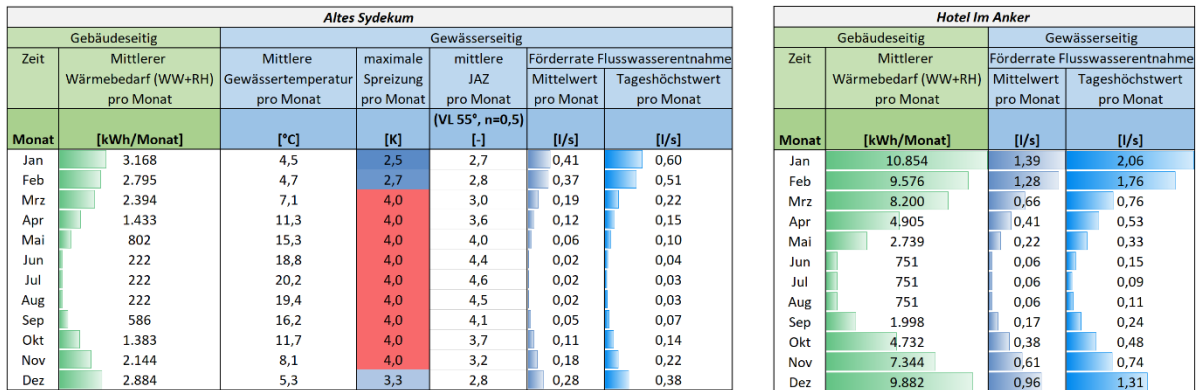 Altes Sydekum
Gebäudeseitig Gewässerseitig
Zeit Mittlerer Mittlere maximale mittlere Förderrate Flusswasserentnahme
Wärmebedarf (WW+RH) Gewässertemperatur Spreizung JAZ Mittelwert Tageshöchstwert
pro Monat pro Monat pro Monat pro Monat pro Monat pro Monat
(VL 55°, n=0,5)
Monat [kWh/Monat] [°C] [K] [-] [l/s] [l/s]
Jan 3.168 4,5 2,5 2,7 0,41 0,60
Feb 2.795 4,7 2,7 2,8 0,37 0,51
Mrz 2.394 7,1 4,0 3,0 0,19 0,22
Apr 1.433 11,3 4,0 3,6 0,12 0,15
Mai 802 15,3 4,0 4,0 0,06 0,10
Jun 222 18,8 4,0 4,4 0,02 0,04
Jul 222 20,2 4,0 4,6 0,02 0,03
Aug 222 19,4 4,0 4,5 0,02 0,03
Sep 586 16,2 4,0 4,1 0,05 0,07
Okt 1.383 11,7 4,0 3,7 0,11 0,14
Nov 2.144 8,1 4,0 3,2 0,18 0,22
Dez 2.884 5,3 3,3 2,8 0,28 0,38
Hotel Im Anker
Gebäudeseitig Gewässerseitig
Zeit Mittlerer Förderrate Flusswasserentnahme
Wärmebedarf (WW+RH) Mittelwert Tageshöchstwert
pro Monat pro Monat pro Monat
Monat [kWh/Monat] [l/s] [l/s]
Jan 10.854 1,39 2,06
Feb 9.576 1,28 1,76
Mrz 8.200 0,66 0,76
Apr 4.905 0,41 0,53
Mai 2.739 0,22 0,33
Jun 751 0,06 0,15
Jul 751 0,06 0,09
Aug 751 0,06 0,11
Sep 1.998 0,17 0,24
Okt 4.732 0,38 0,48
Nov 7.344 0,61 0,74
Dez 9.882 0,96 1,31